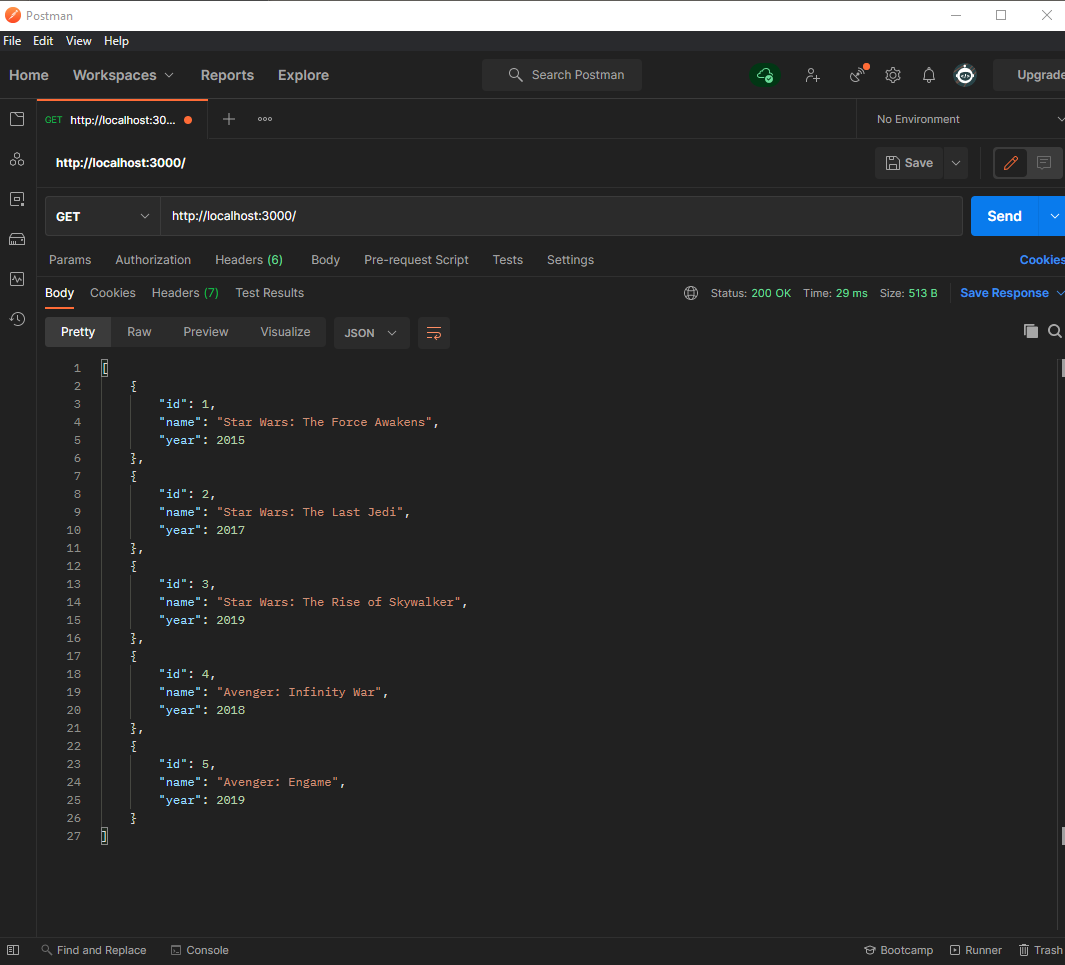 Postman
File Edit View Help
Home Workspaces Reports Explore Search Postman Upgrade
GET http://localhost:30... No Environment
http://localhost:3000/ Save
GET http://localhost:3000/ Send
Params Authorization Headers (6) Body Pre-request Script Tests Settings Cookies
Body Cookies Headers (7) Test Results Status: 200 OK Time: 29 ms Size: 513 B Save Response
Pretty Raw Preview Visualize JSON
1 [
2 {
3 "id": 1,
4 "name": "Star Wars: The Force Awakens",
5 "year": 2015
6 },
7 {
8 "id": 2,
9 "name": "Star Wars: The Last Jedi",
10 "year": 2017
11 },
12 {
13 "id": 3,
14 "name": "Star Wars: The Rise of Skywalker",
15 "year": 2019
16 },
17 {
18 "id": 4,
19 "name": "Avenger: Infinity War",
20 "year": 2018
21 },
22 {
23 "id": 5,
24 "name": "Avenger: Engame",
25 "year": 2019
26 }
27 ]
Find and Replace Console Bootcamp Runner Trash